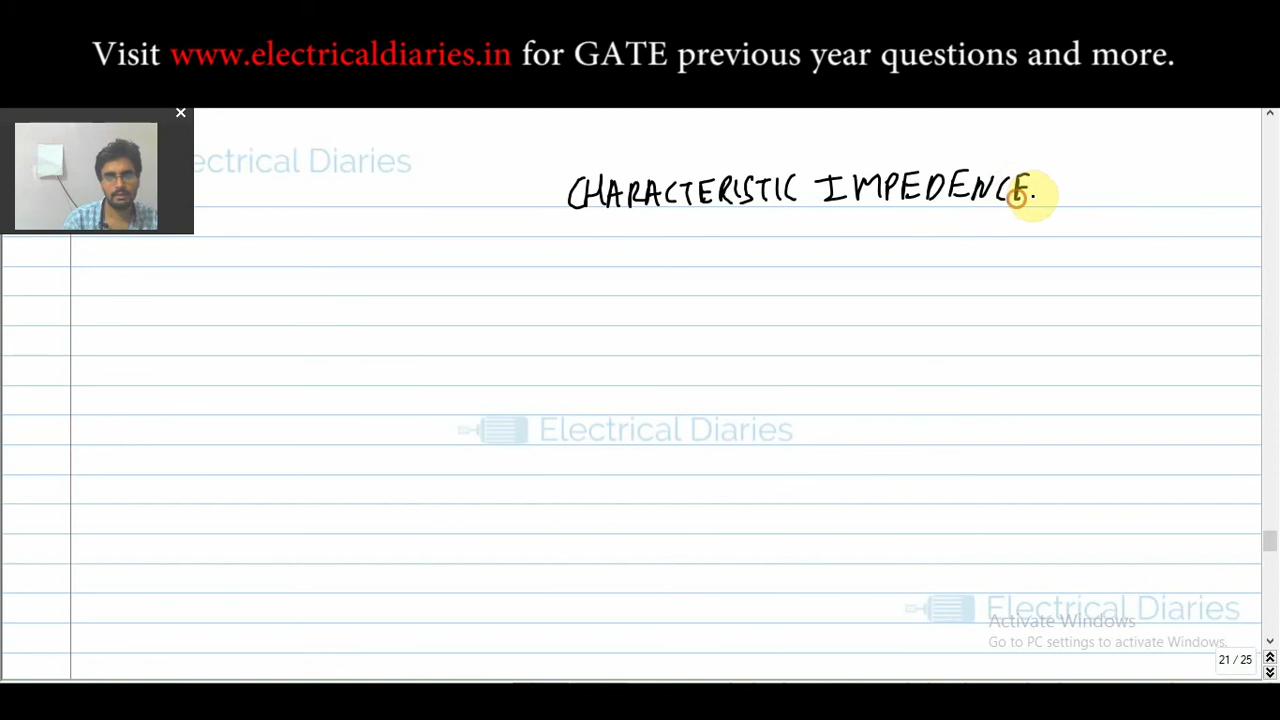 Visit www.electricaldiaries.in for GATE previous year questions and more.
ectrical Diaries
CHARACTERISTIC IMPEDENCE.
Electrical Diaries
Electrical Diaries
Activate Windows
Go to PC settings to activate Windows.
21 / 25